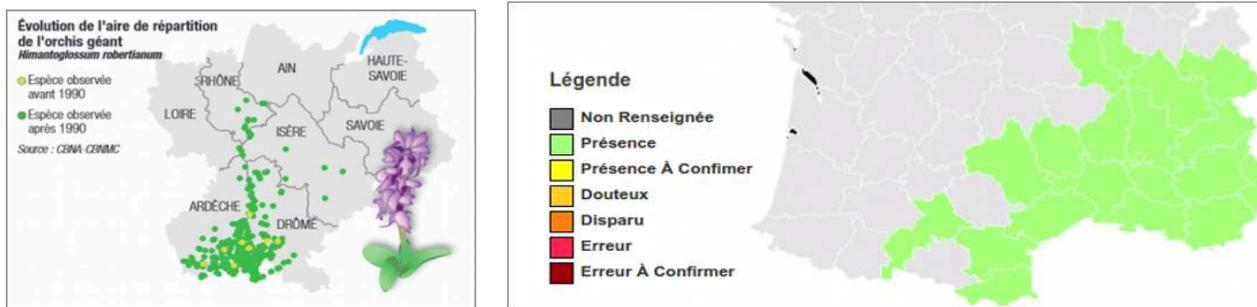 Évolution de l'aire de répartition
de l'orchis géant
Himantoglossum robertianum
Espèce observée
avant 1990
Espèce observée
après 1990
Source : CBNA-CBNMC
HAUTE-
SAVOIE
AIN
RHÔNE
LOIRE
ISÈRE
SAVOIE
ARDÈCHE
DRÔME
Légende
Non Renseignée
Présence
Présence À Confimer
Douteux
Disparu
Erreur
Erreur À Confirmer